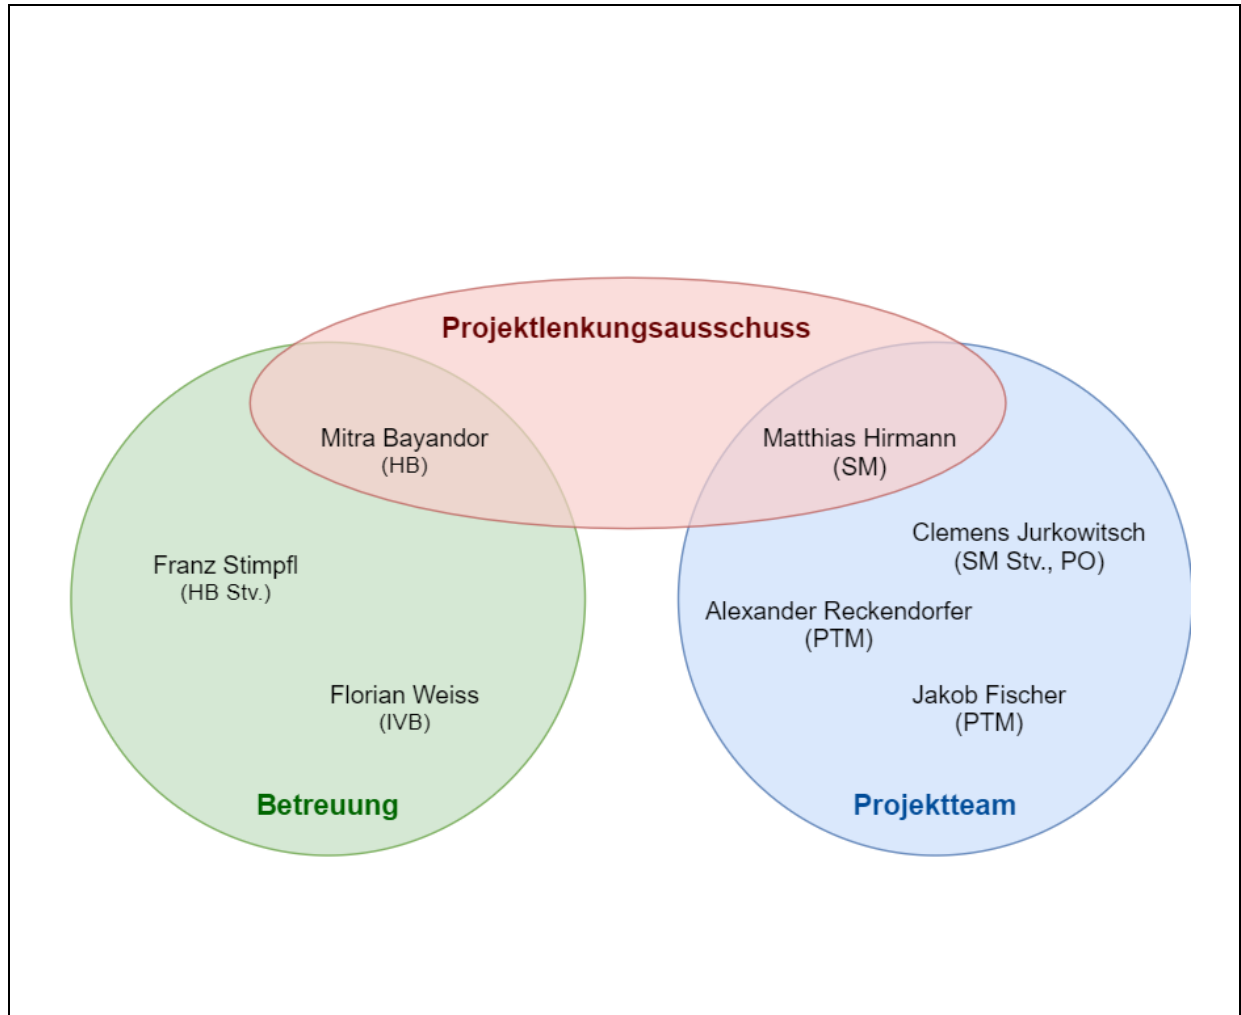 Projektlenkungsausschuss
Mitra Bayandor
(HB)
Matthias Hirmann
(SM)
Franz Stimpfl
(HB Stv.)
Florian Weiss
(IVB)
Betreuung
Clemens Jurkowitsch
(SM Stv., PO)
Alexander Reckendorfer
(PTM)
Jakob Fischer
(PTM)
Projektteam